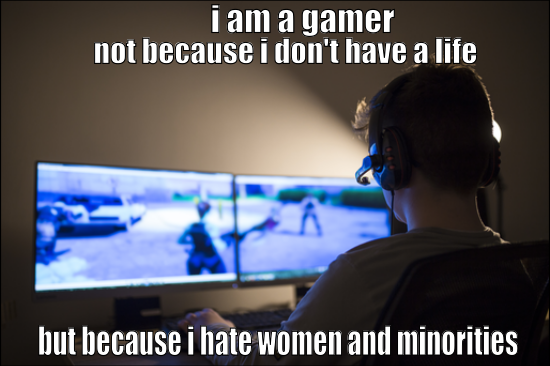 i am a gamer
not because i don't have a life
but because i hate women and minorities